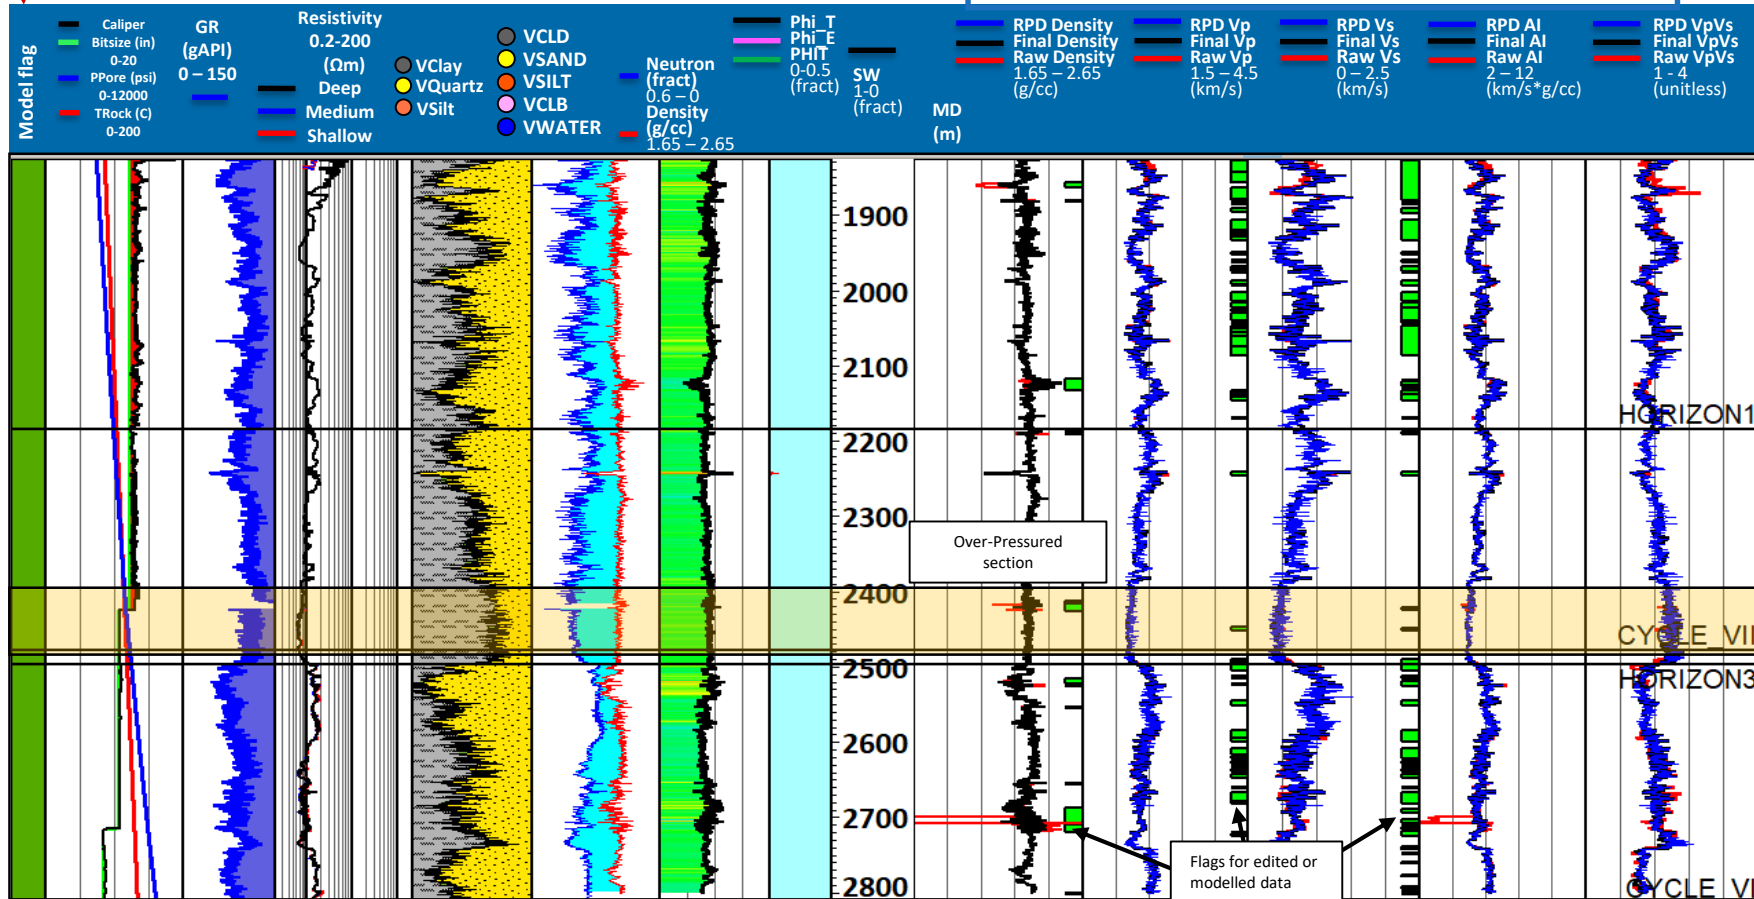 Model flag
Caliper
Bitsize (in)
0-20
PPore (psi)
0-12000
TRock (C)
0-200
GR
(gAPI)
0 – 150
Resistivity
0.2-200
(Ωm)
Deep
Medium
Shallow
VClay
VQuartz
VSilt
VCLD
VSAND
VSILT
VCLB
VWATER
Neutron
(fract)
0.6 – 0
Density
(g/cc)
1.65 – 2.65
Phi_T
Phi_E
PHIT
0-0.5
(fract)
SW
1-0
(fract)
MD
(m)
RPD Density
Final Density
Raw Density
1.65 – 2.65
(g/cc)
RPD Vp
Final Vp
Raw Vp
1.5 – 4.5
(km/s)
RPD Vs
Final Vs
Raw Vs
0 – 2.5
(km/s)
RPD AI
Final AI
Raw AI
2 – 12
(km/s*g/cc)
RPD VpVs
Final VpVs
Raw VpVs
1 - 4
(unitless)
1900
2000
2100
HORIZON1
2200
2300
Over-Pressured
section
2400
CYCLE_VII
2500
HORIZON3
2600
2700
Flags for edited or
modelled data
2800
CYCLE_VI